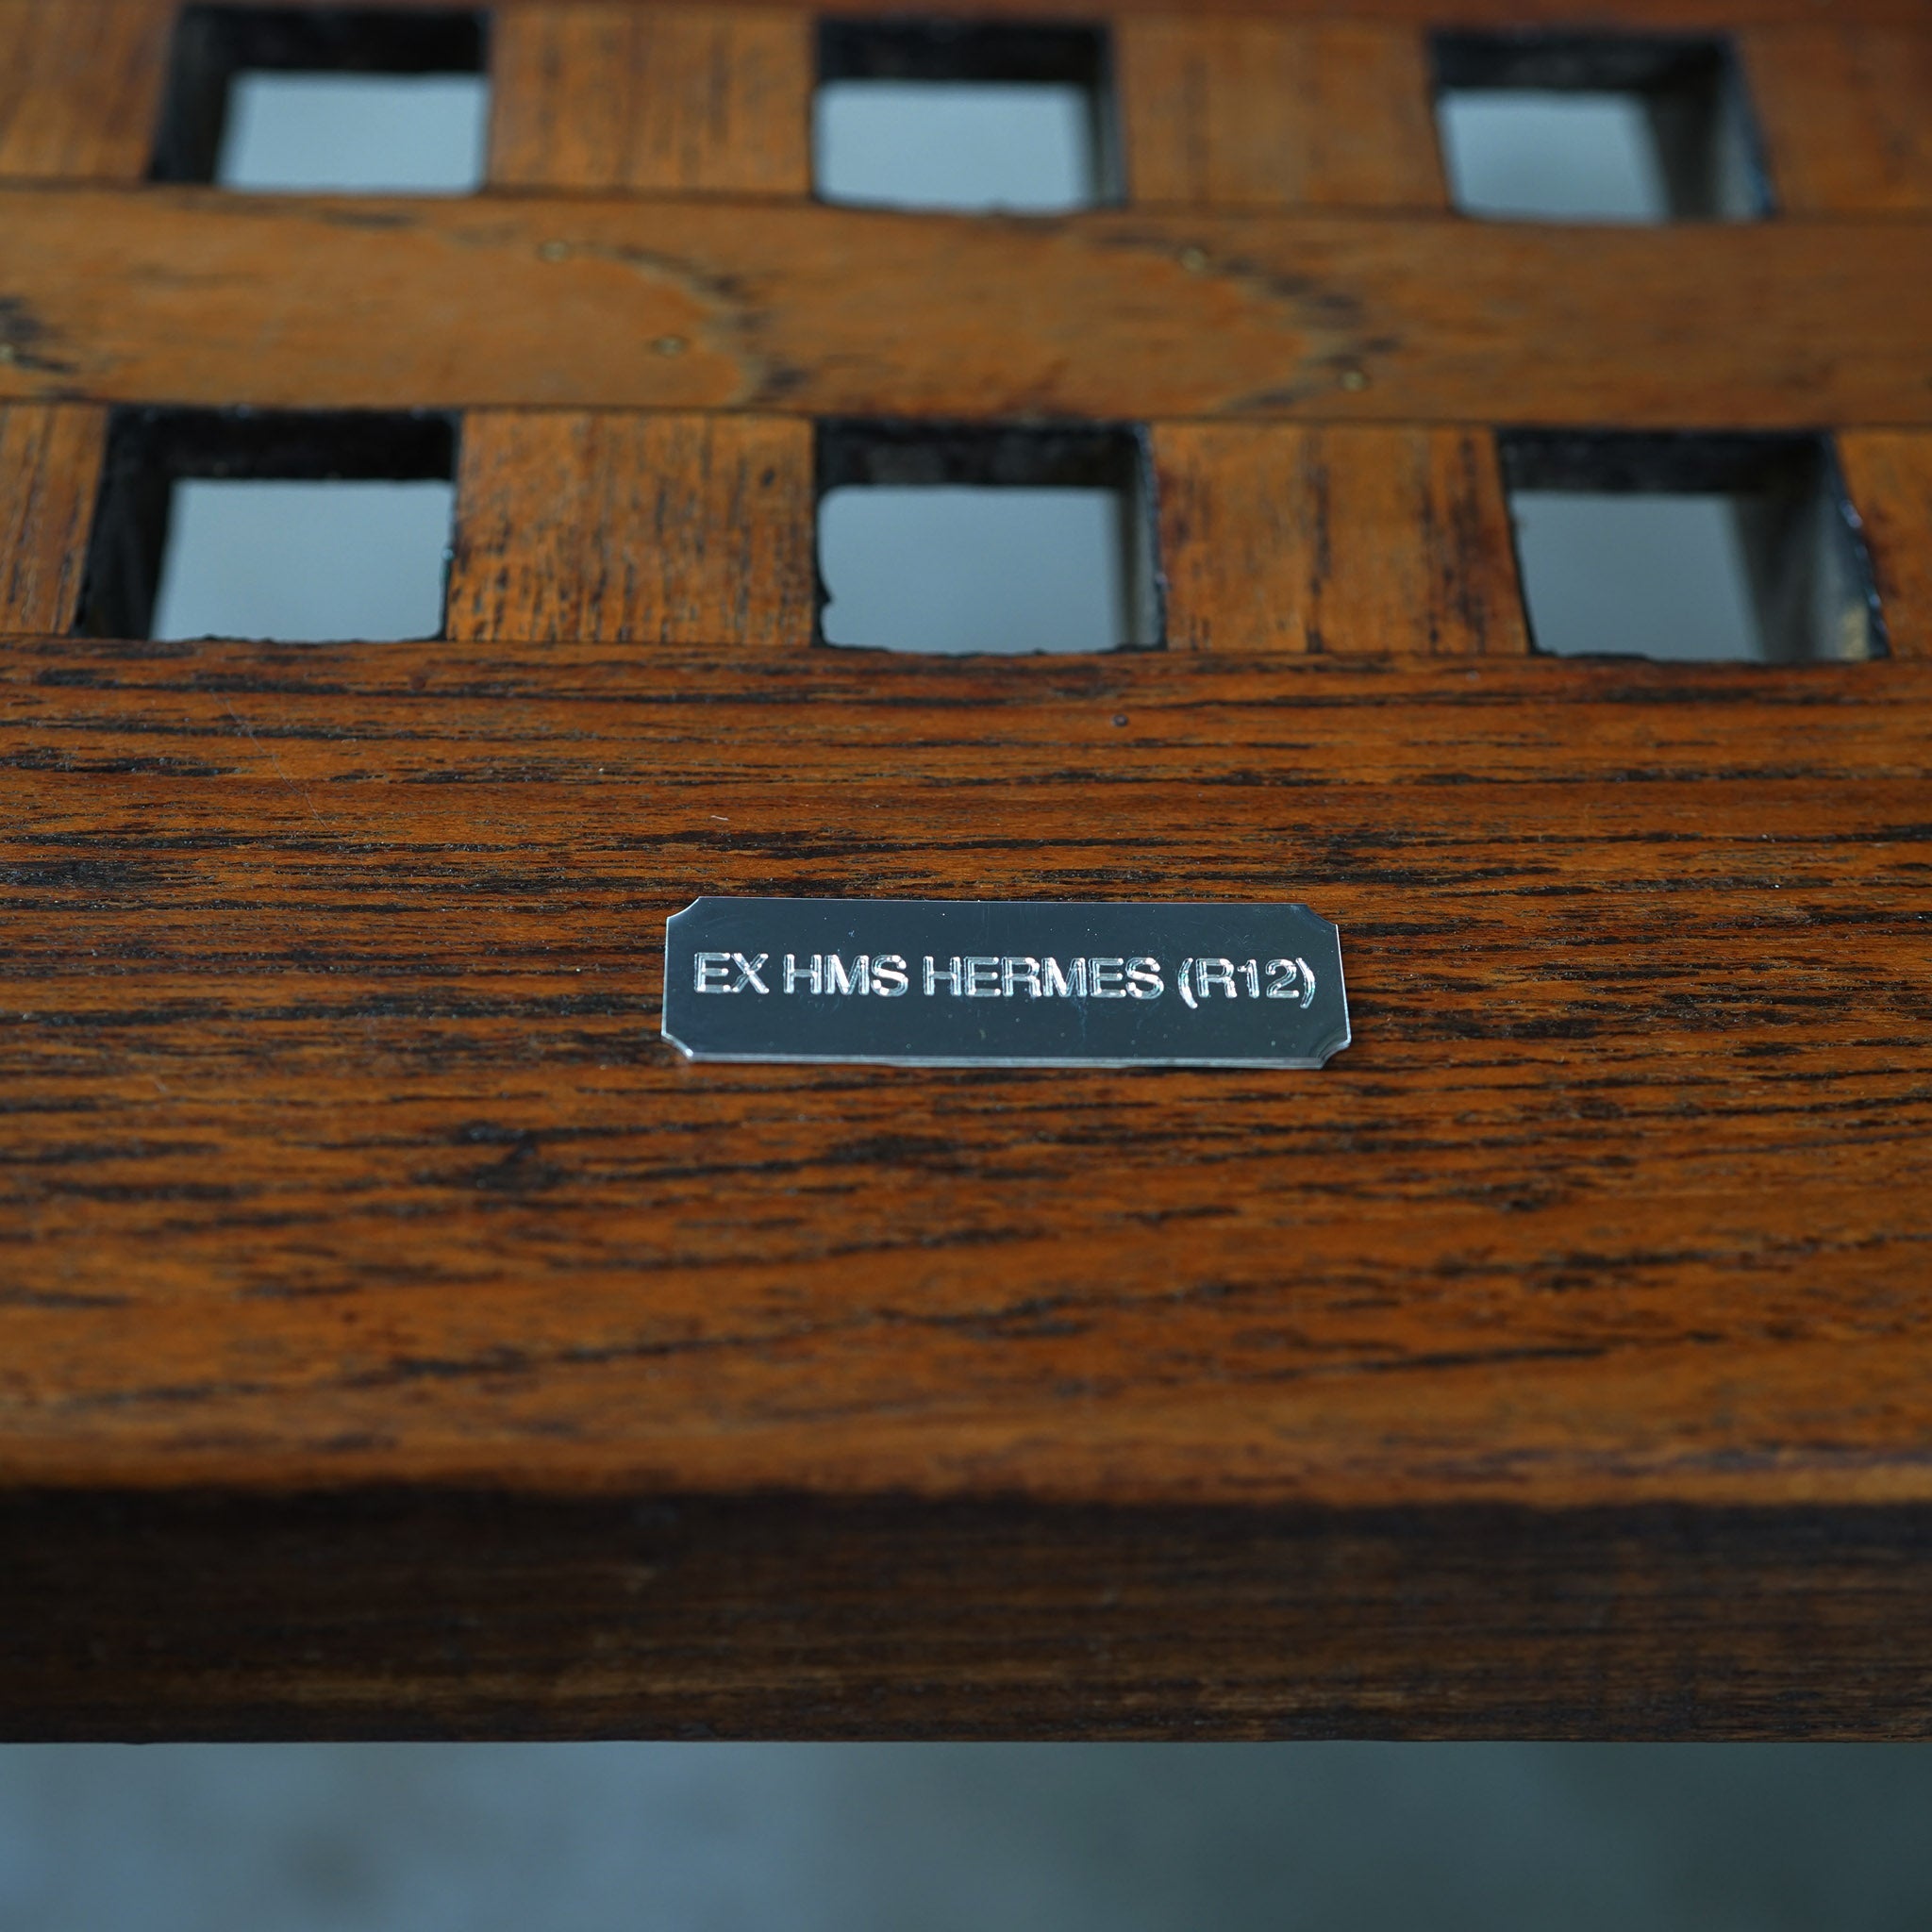 EX HMS HERMES (R12)